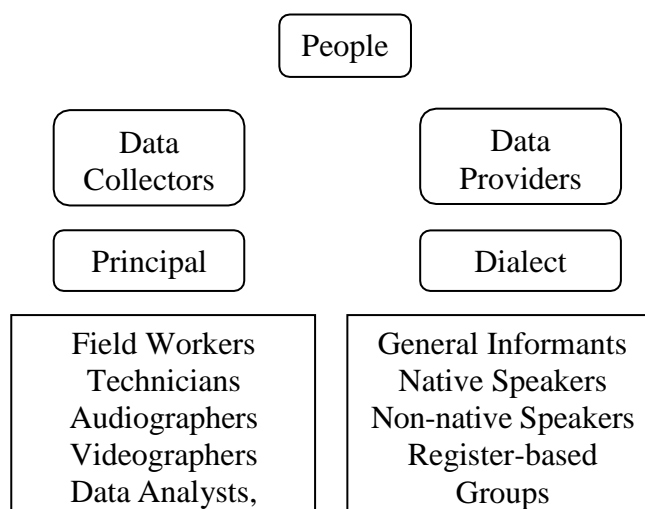 People
Data
Collectors
Data
Providers
Principal
Dialect
Field Workers
Technicians
Audiographers
Videographers
Data Analysts,
General Informants
Native Speakers
Non-native Speakers
Register-based
Groups